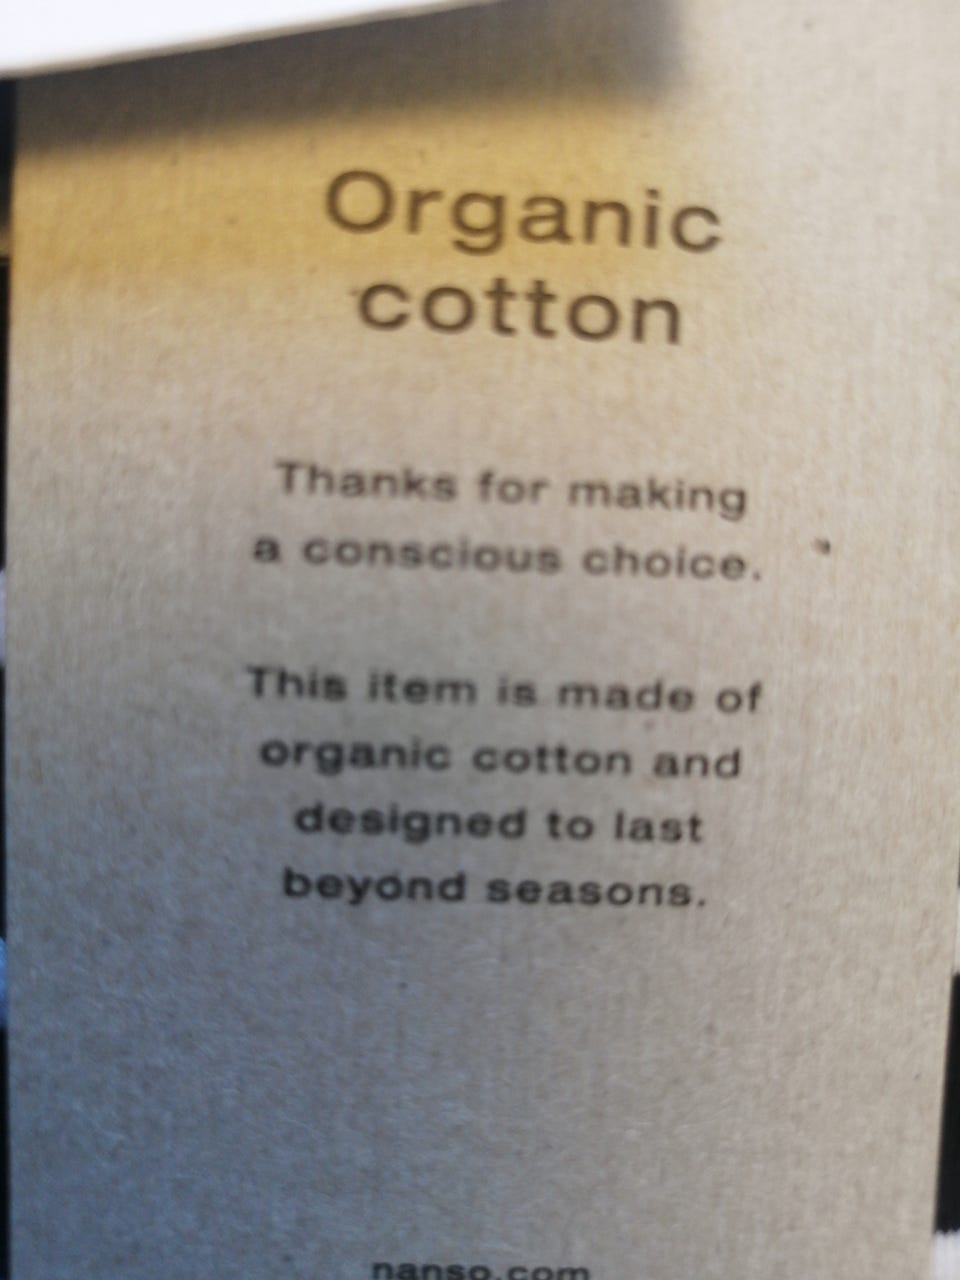 Organic
cotton
Thanks for making
a conscious choice.
This item is made of
organic cotton and
designed to last
beyond seasons.
nanso.com